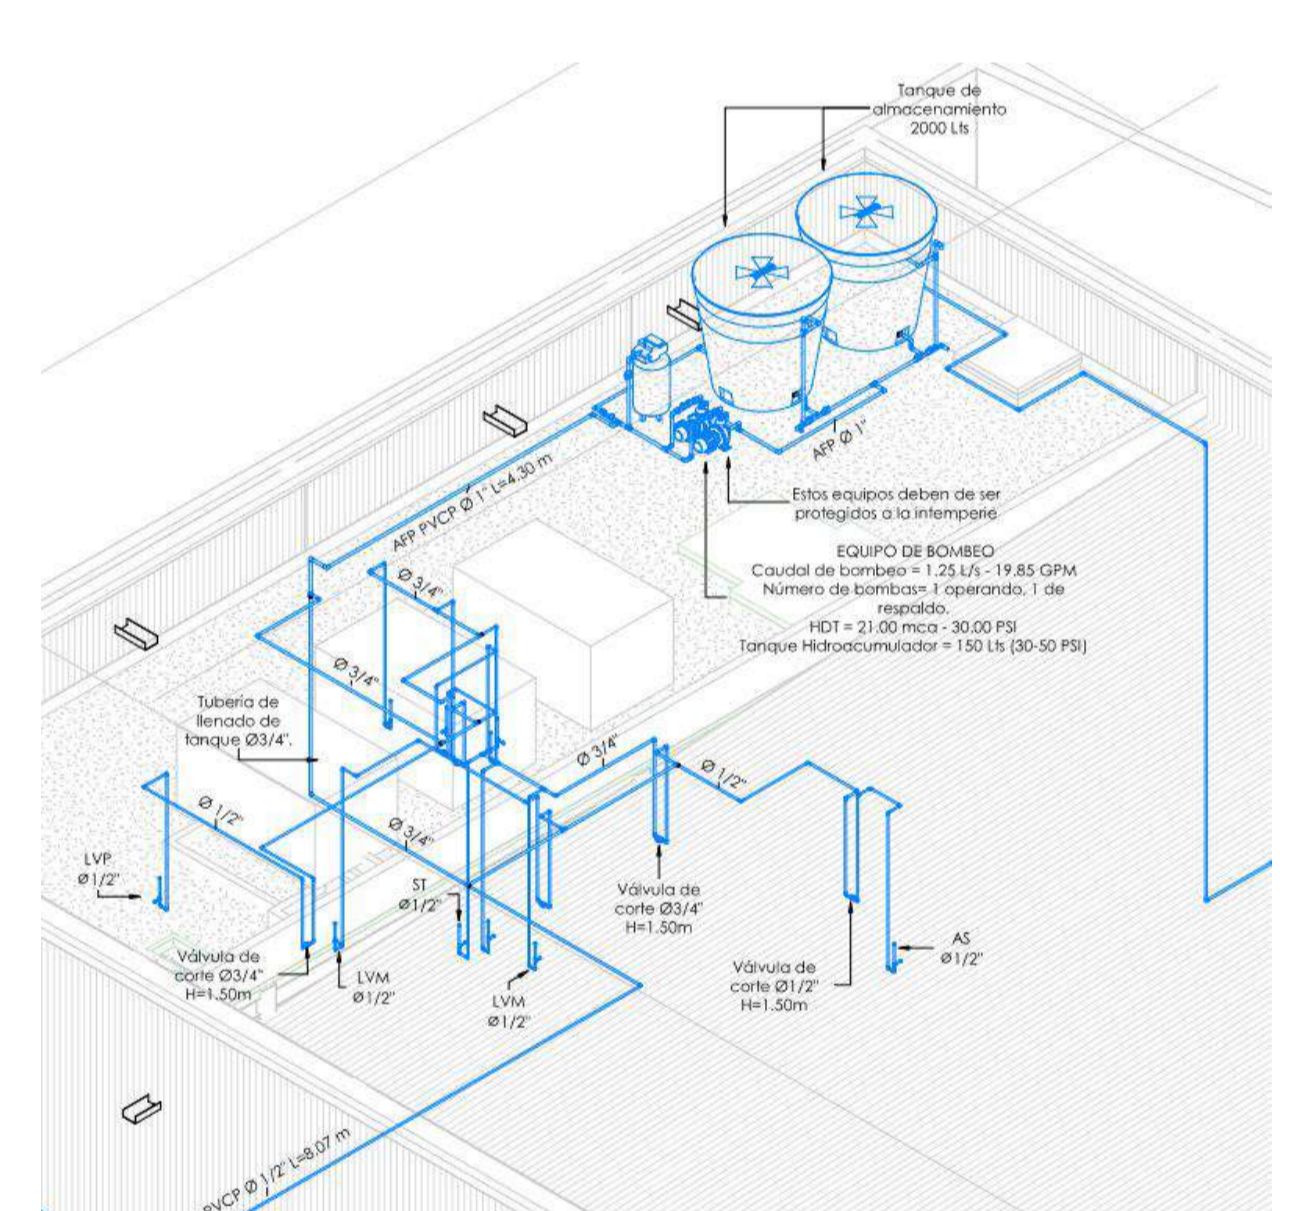 Tanque de
almacenamiento
2000 Lts
AFP Ø 1"
AFP PVCP Ø 1" L=4.30 m
Estos equipos deben de ser
protegidos a la intemperie
EQUIPO DE BOMBEO
Caudal de bombeo = 1.25 L/s - 19.85 GPM
Número de bombas= 1 operando, 1 de
respaldo.
HDT = 21.00 mca - 30.00 PSI
Tanque Hidroacumulador = 150 Lts (30-50 PSI)
Ø 3/4"
Ø 3/4"
Tubería de
llenado de
tanque Ø3/4".
Ø 3/4"
Ø 1/2"
Ø 1/2"
Ø 3/4"
LVP
Ø1/2"
ST
Ø1/2"
Válvula de
corte Ø3/4"
H=1.50m
AS
Ø1/2"
Válvula de
corte Ø3/4"
H=1.50m
LVM
Ø1/2"
LVM
Ø1/2"
Válvula de
corte Ø1/2"
H=1.50m
PVCP Ø 1/2" L=8.07 m